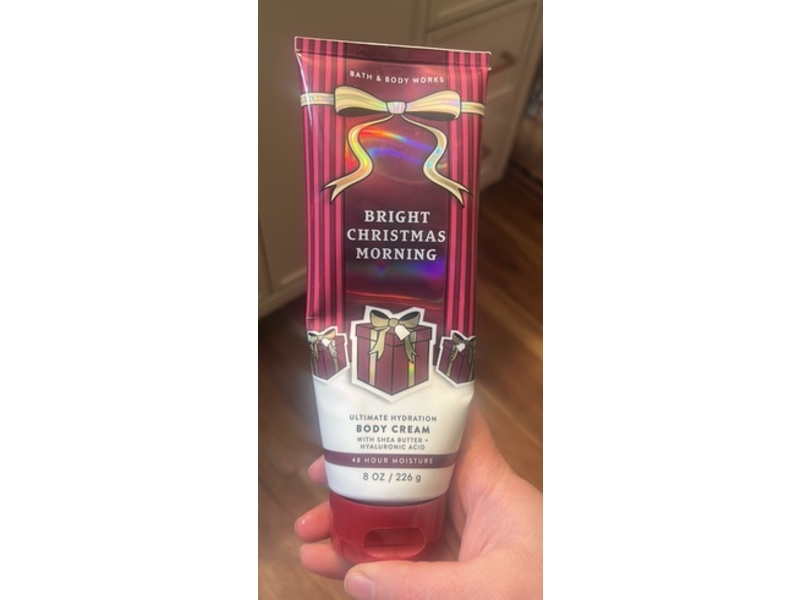 BATH & BODY WORKS
BRIGHT
CHRISTMAS
MORNING
ULTIMATE HYDRATION
BODY CREAM
WITH SHEA BUTTER +
HYALURONIC ACID
48 HOUR MOISTURE
8 OZ / 226 g